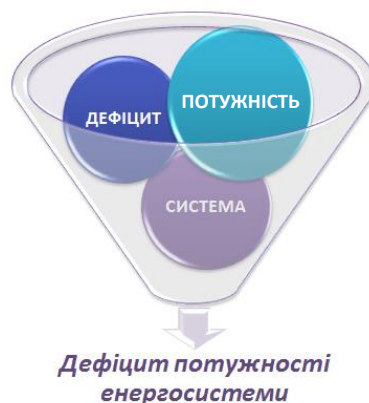 ДЕФІЦИТ
ПОТУЖНІСТЬ
СИСТЕМА
Дефіцит потужності
енергосистеми